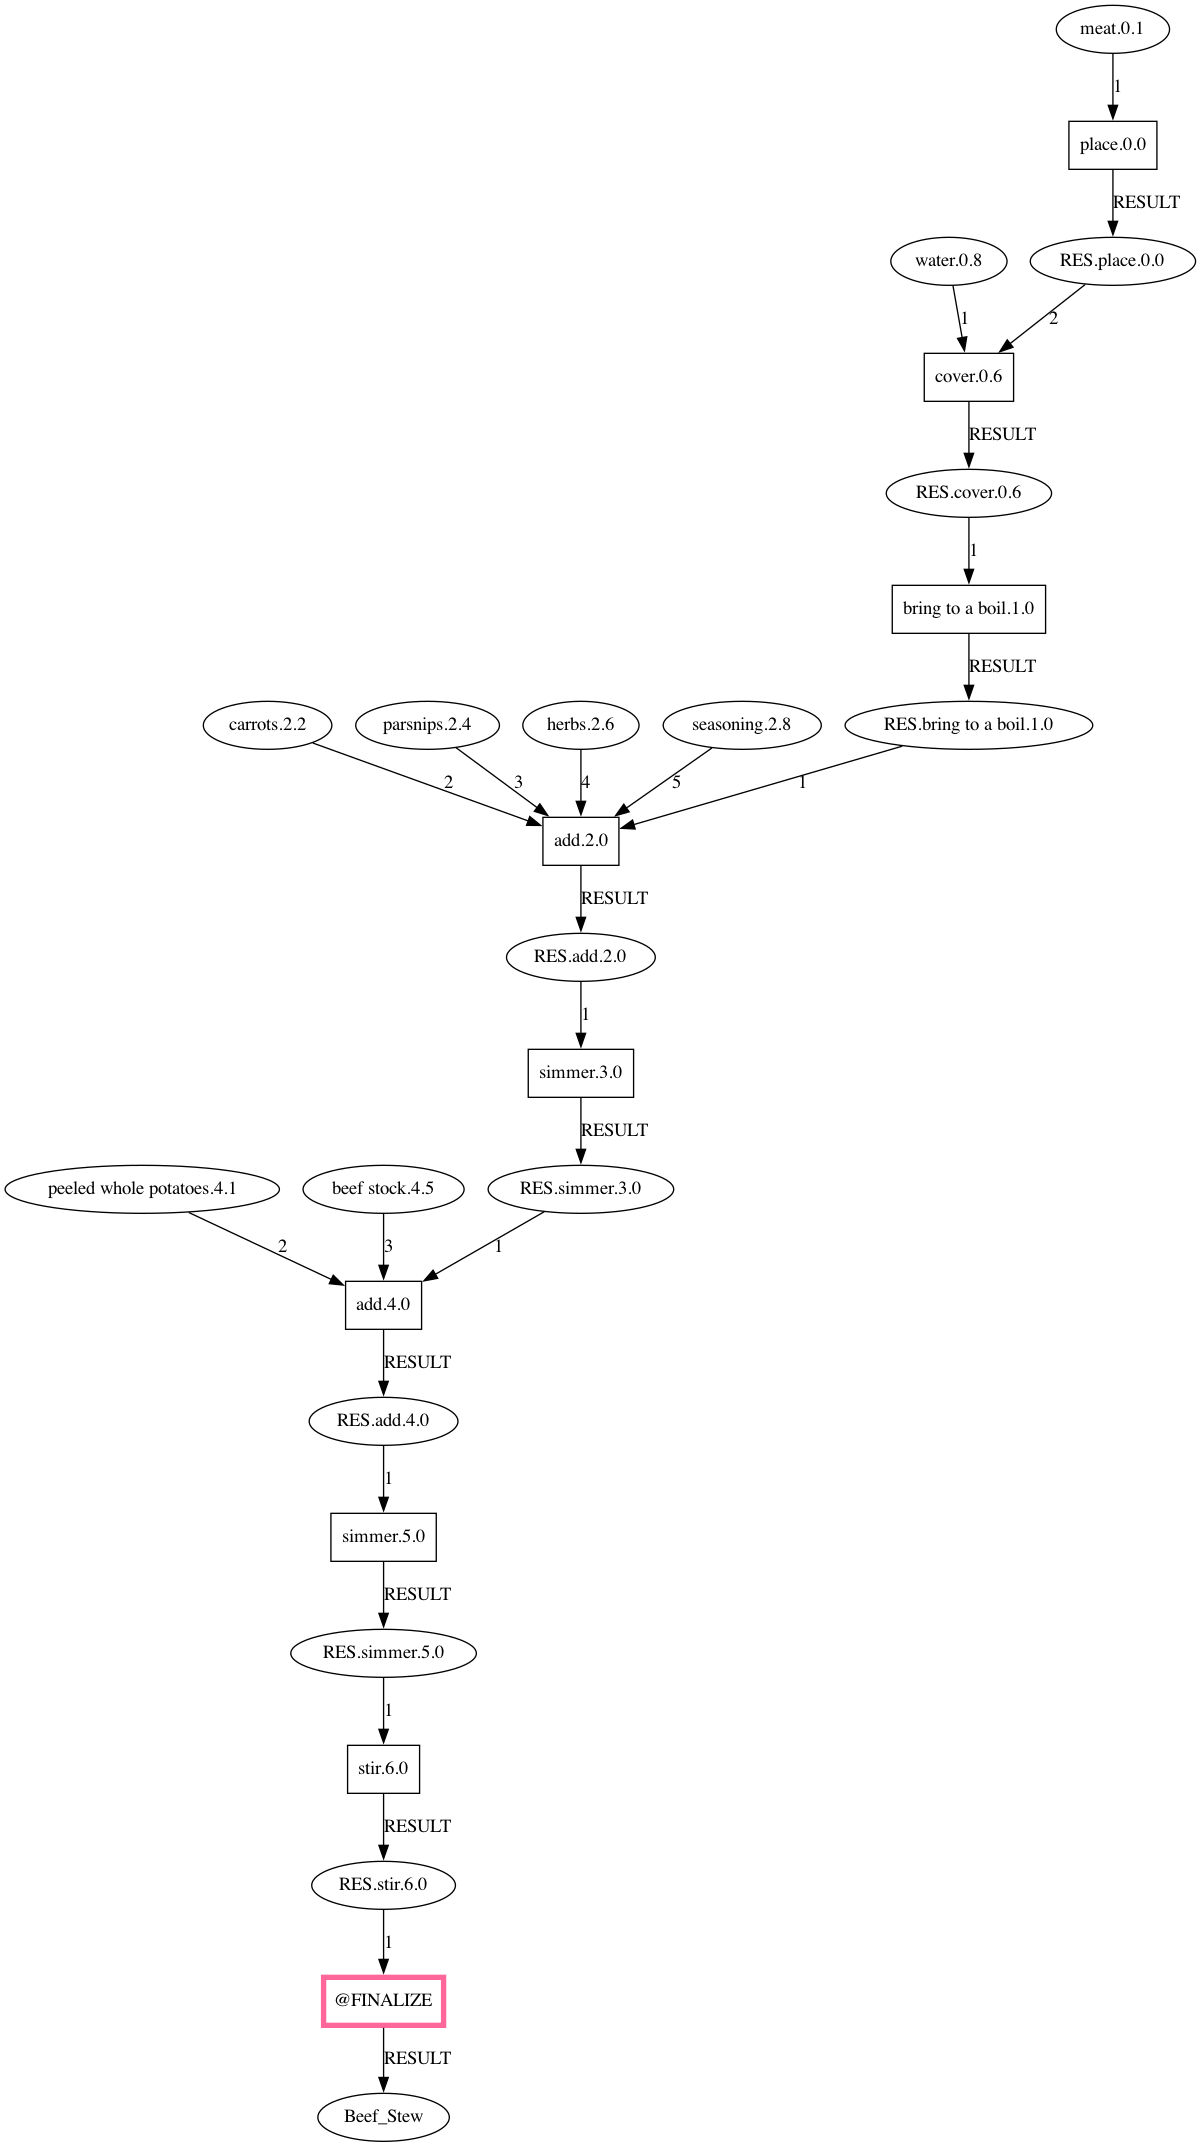 meat.0.1
1
place.0.0
RESULT
water.0.8
RES.place.0.0
1
2
cover.0.6
RESULT
RES.cover.0.6
1
bring to a boil.1.0
RESULT
carrots.2.2
parsnips.2.4
herbs.2.6
seasoning.2.8
RES.bring to a boil.1.0
2
3
4
5
1
add.2.0
RESULT
RES.add.2.0
1
simmer.3.0
RESULT
peeled whole potatoes.4.1
beef stock.4.5
RES.simmer.3.0
2
3
1
add.4.0
RESULT
RES.add.4.0
1
simmer.5.0
RESULT
RES.simmer.5.0
1
stir.6.0
RESULT
RES.stir.6.0
1
@FINALIZE
RESULT
Beef_Stew